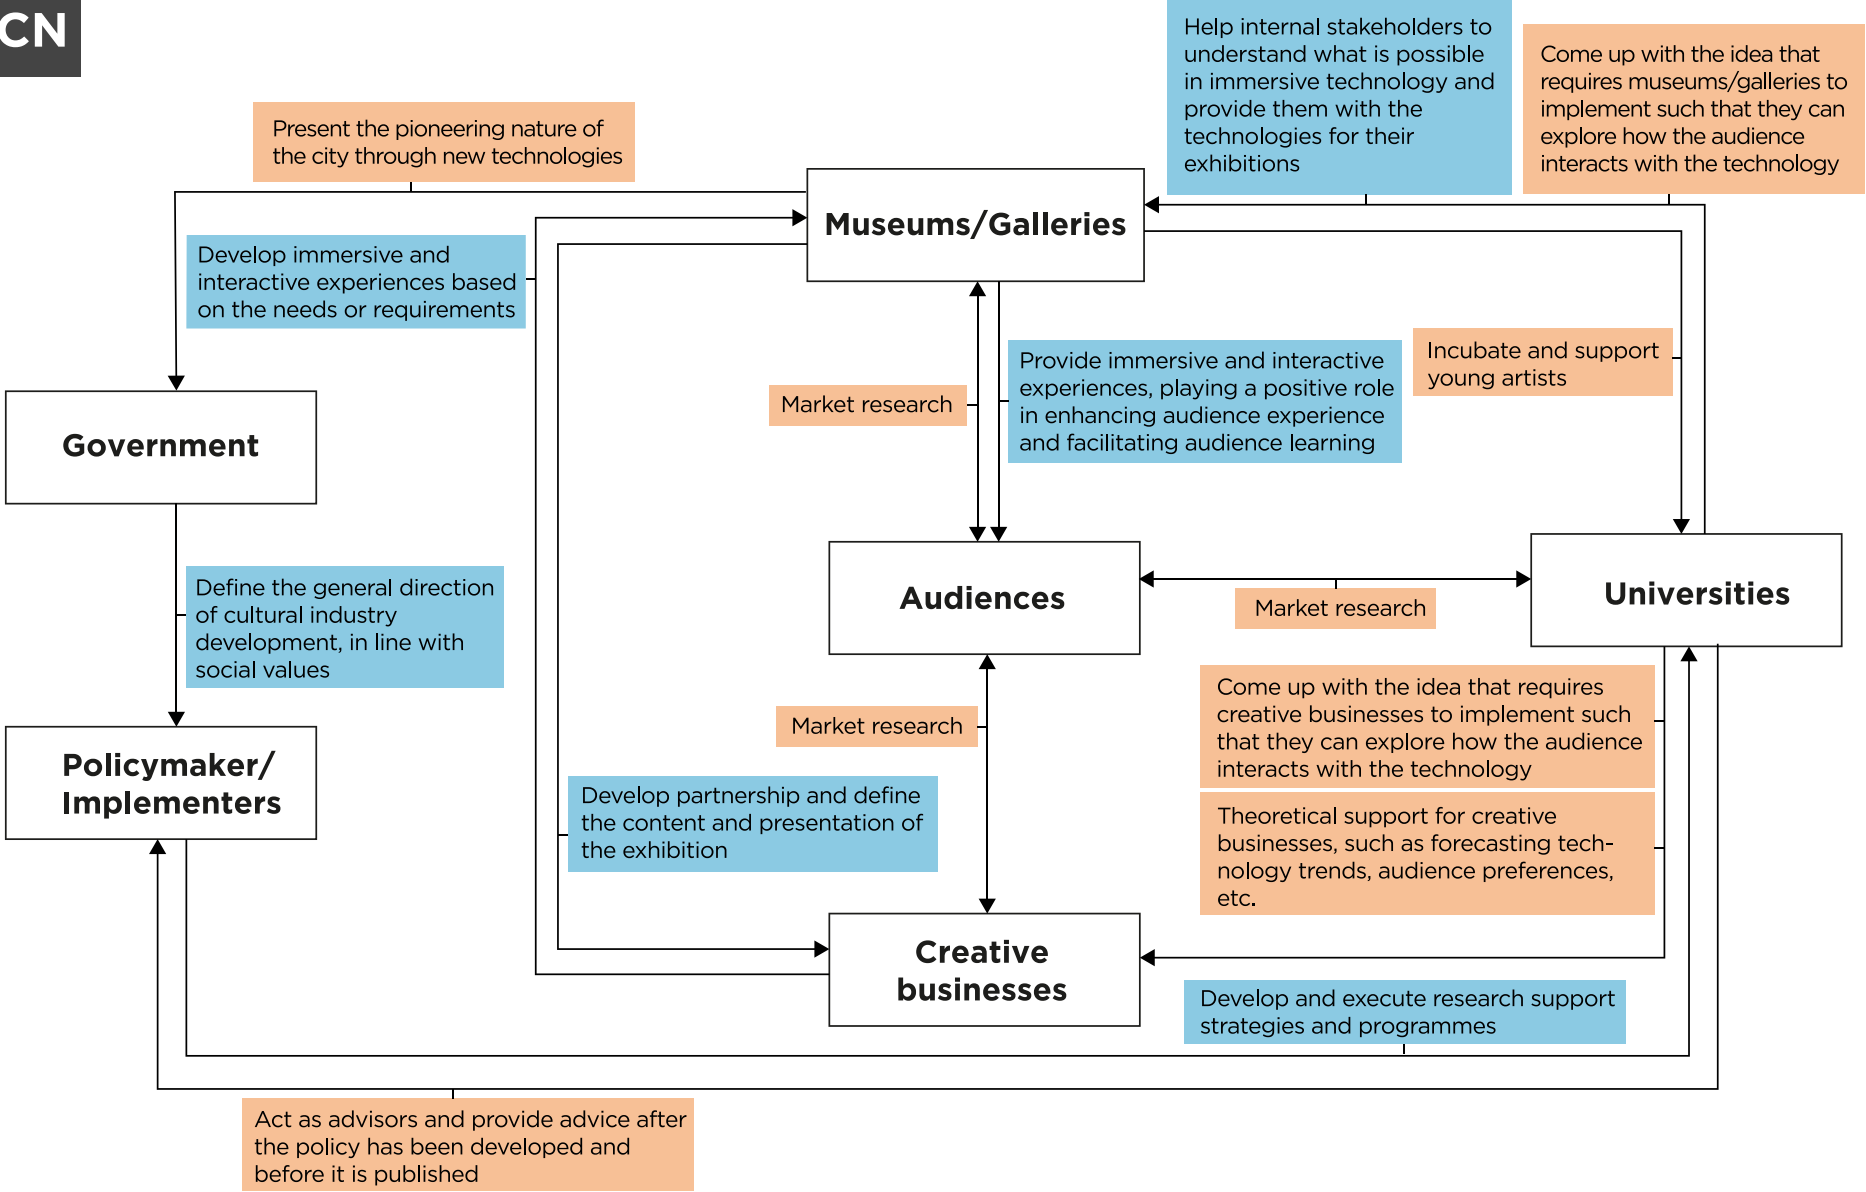 CN
Help internal stakeholders to
understand what is possible
in immersive technology and
provide them with the
technologies for their
exhibitions
Come up with the idea that
requires museums/galleries to
implement such that they can
explore how the audience
interacts with the technology
Present the pioneering nature of
the city through new technologies
Museums/Galleries
Develop immersive and
interactive experiences based
on the needs or requirements
Provide immersive and interactive
experiences, playing a positive role
in enhancing audience experience
and facilitating audience learning
Incubate and support
young artists
Market research
Government
Define the general direction
of cultural industry
development, in line with
social values
Audiences
Market research
Universities
Come up with the idea that requires
creative businesses to implement such
that they can explore how the audience
interacts with the technology
Market research
Policymaker/
Implementers
Develop partnership and define
the content and presentation of
the exhibition
Theoretical support for creative
businesses, such as forecasting tech-
nology trends, audience preferences,
etc.
Creative
businesses
Develop and execute research support
strategies and programmes
Act as advisors and provide advice after
the policy has been developed and
before it is published